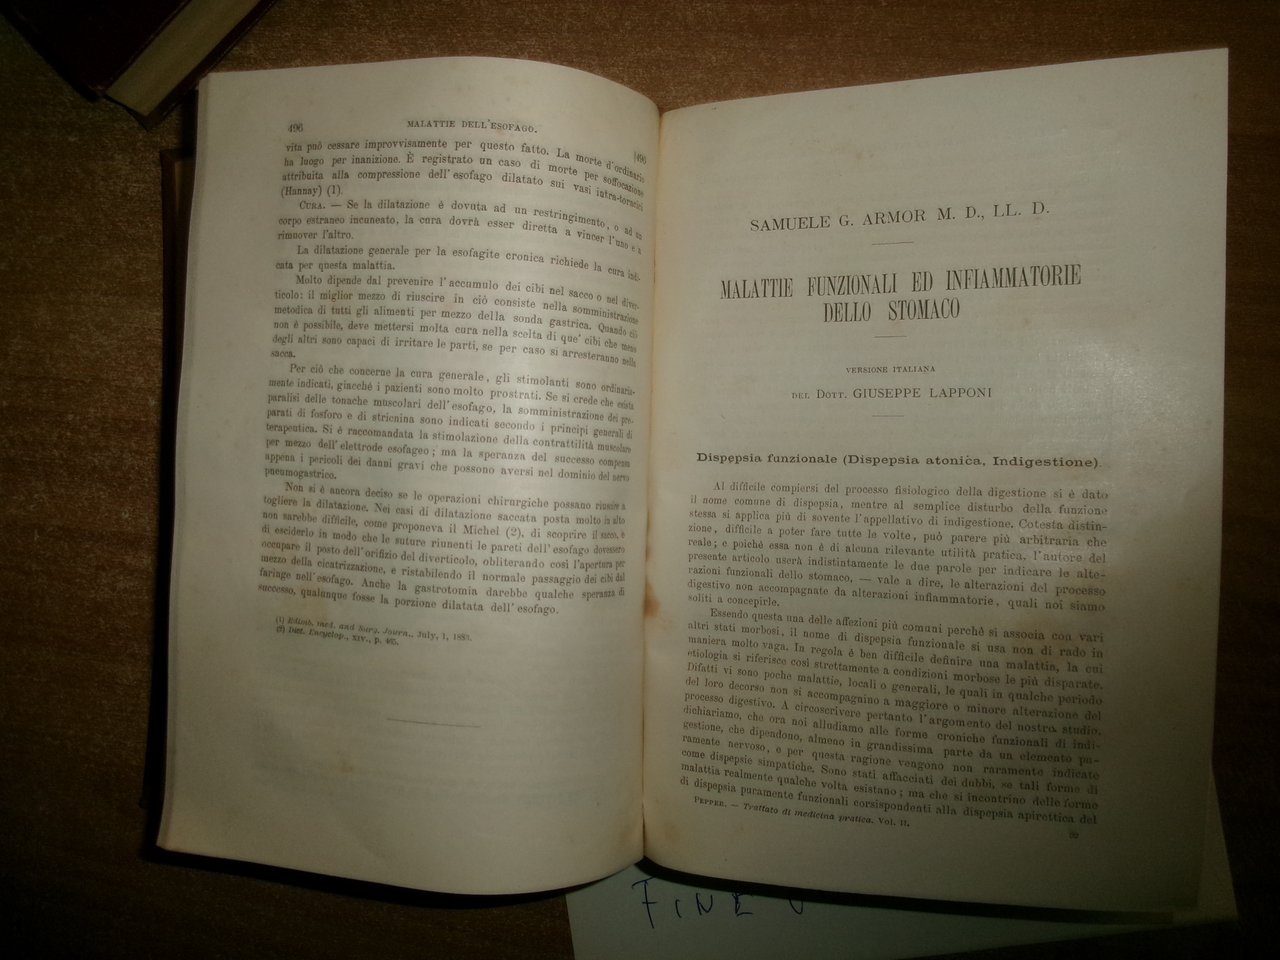 496
MALATTIE DELL'ESOFAGO.
[496
vita può cessare improvvisamente per questo fatto. La morte d'ordinario
ha luogo per inanizione. È registrato un caso di morte per soffocazione
attribuita alla compressione dell'esofago dilatato sui vasi intra-toracici
(Hannay) (1).
CURA. — Se la dilatazione è dovuta ad un restringimento, o ad un
corpo estraneo incuneato, la cura dovrà esser diretta a vincer l'uno e a
rimuover l'altro.
La dilatazione generale per la esofagite cronica richiede la cura indi-
cata per questa malattia.
Molto dipende dal prevenire l'accumulo dei cibi nel sacco o nel diver-
ticolo: il miglior mezzo di riuscire in ciò consiste nella somministrazione
metodica di tutti gli alimenti per mezzo della sonda gastrica. Quando ciò
non è possibile, deve mettersi molta cura nella scelta di que' cibi che meno
degli altri sono capaci di irritare le parti, se per caso si arresteranno nella
sacca.
Per ciò che concerne la cura generale, gli stimolanti sono ordinaria-
mente indicati, giacché i pazienti sono molto prostrati. Se si crede che esista
paralisi delle tonache muscolari dell'esofago, la somministrazione dei pre-
parati di fosforo e di stricnina sono indicati secondo i principi generali di
terapeutica. Si é raccomandata la stimolazione della contrattilità muscolare
per mezzo dell'elettrode esofageo; ma la speranza del successo compensa
appena i pericoli dei danni gravi che possono aversi nel dominio del nervo
pneumogastrico.
Non si è ancora deciso se le operazioni chirurgiche possano riuscire a
togliere la dilatazione. Nei casi di dilatazione saccata posta molto in alto
non sarebbe difficile, come proponeva il Michel (2), di scoprire il sacco, e
di esciderlo in modo che le suture riunenti le pareti dell'esofago dovessero
occupare il posto dell'orifizio del diverticolo, obliterando così l'apertura per
mezzo della cicatrizzazione, e ristabilendo il normale passaggio dei cibi dal
faringe nell'esofago. Anche la gastrotomia darebbe qualche speranza di
successo, qualunque fosse la porzione dilatata dell'esofago.
(1) Edinb. med. and Surg. Journ., July, 1, 1883.
(2) Dict. Encyclop., XIV., p. 465.
SAMUELE G. ARMOR M. D., LL. D.
MALATTIE FUNZIONALI ED INFIAMMATORIE
DELLO STOMACO
VERSIONE ITALIANA
DEL DOTT. GIUSEPPE LAPPONI
Dispepsia funzionale (Dispepsia atonica, Indigestione).
Al difficile compiersi del processo fisiologico della digestione si è dato
il nome comune di dispepsia, mentre al semplice disturbo della funzione
stessa si applica più di sovente l'appellativo di indigestione. Cotesta distin-
zione, difficile a poter fare tutte le volte, può parere più arbitraria che
reale; e poichè essa non è di alcuna rilevante utilità pratica, l'autore del
presente articolo userà indistintamente le due parole per indicare le alte-
razioni funzionali dello stomaco, — vale a dire, le alterazioni del processo
digestivo non accompagnate da alterazioni infiammatorie, quali noi siamo
soliti a concepirle.
Essendo questa una delle affezioni più comuni perchè si associa con vari
altri stati morbosi, il nome di dispepsia funzionale si usa non di rado in
maniera molto vaga. In regola è ben difficile definire una malattia, la cui
etiologia si riferisce così strettamente a condizioni morbose le più disparate.
Difatti vi sono poche malattie, locali o generali, le quali in qualche periodo
del loro decorso non si accompagnino a maggiore o minore alterazione del
processo digestivo. A circoscrivere pertanto l'argomento del nostro studio,
dichiariamo, che ora noi alludiamo alle forme croniche funzionali di indi-
gestione, che dipendono, almeno in grandissima parte da un elemento pu-
ramente nervoso, e per questa ragione vengono non raramente indicate
come dispepsie simpatiche. Sono stati affacciati dei dubbi, se tali forme di
malattia realmente qualche volta esistano; ma che si incontrino delle forme
di dispepsia puramente funzionali corsispondenti alla dispepsia apirettica del
PEPPER. — Trattato di medicina pratica. Vol. II.
FINE